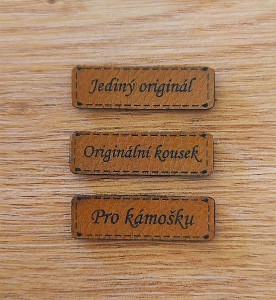 Jediný originál
Originální kousek
Pro kámošku